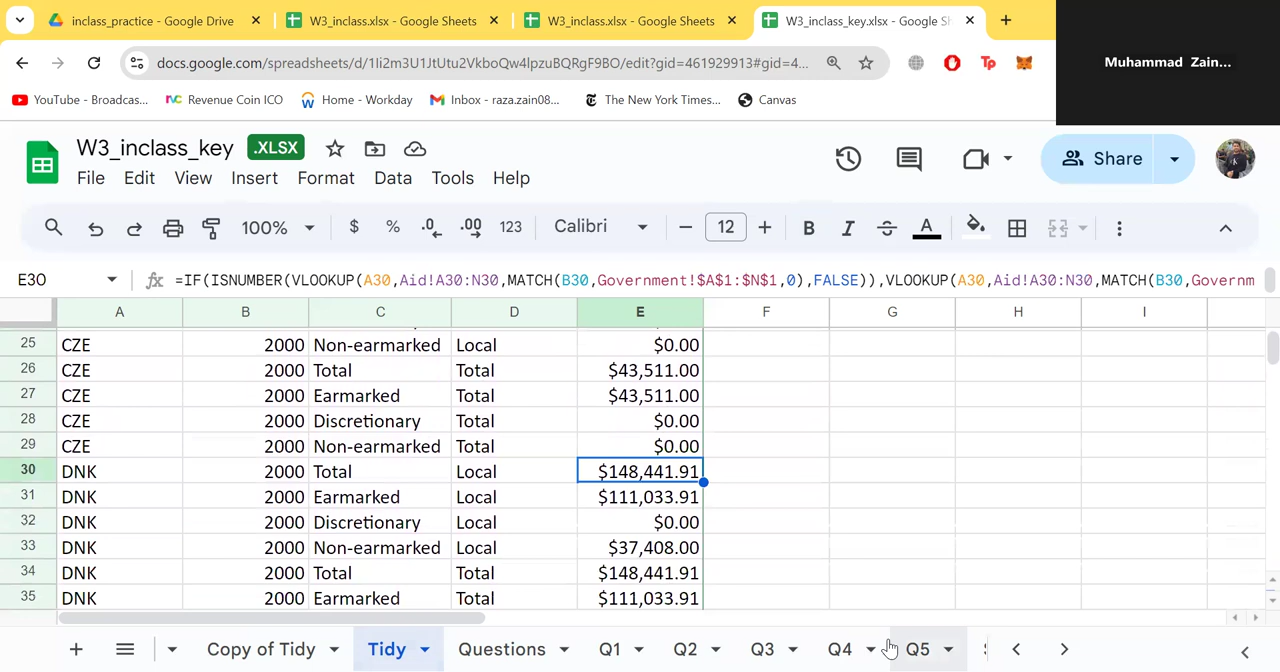 inclass_practice - Google Drive
W3_inclass.xlsx - Google Sheets
W3_inclass.xlsx - Google Sheets
W3_inclass_key.xlsx - Google Sh
Muhammad Zain...
docs.google.com/spreadsheets/d/1Ii2m3U1JtUtu2VkboQw4lpzuBQRgF9BO/edit?gid=461929913#gid=4...
YouTube - Broadcas...
Revenue Coin ICO
Home - Workday
Inbox - raza.zain08...
The New York Times...
Canvas
W3_inclass_key
.XLSX
Share
File Edit View Insert Format Data Tools Help
100% $ % .0 .00 123 Calibri 12 B I A
E30 fx =IF(ISNUMBER(VLOOKUP(A30,Aid!A30:N30,MATCH(B30,Government!$A$1:$N$1,0),FALSE)),VLOOKUP(A30,Aid!A30:N30,MATCH(B30,Governm
A B C D E F G H I
25 CZE 2000 Non-earmarked Local $0.00
26 CZE 2000 Total Total $43,511.00
27 CZE 2000 Earmarked Total $43,511.00
28 CZE 2000 Discretionary Total $0.00
29 CZE 2000 Non-earmarked Total $0.00
30 DNK 2000 Total Local $148,441.91
31 DNK 2000 Earmarked Local $111,033.91
32 DNK 2000 Discretionary Local $0.00
33 DNK 2000 Non-earmarked Local $37,408.00
34 DNK 2000 Total Total $148,441.91
35 DNK 2000 Earmarked Total $111,033.91
Copy of Tidy Tidy Questions Q1 Q2 Q3 Q4 Q5